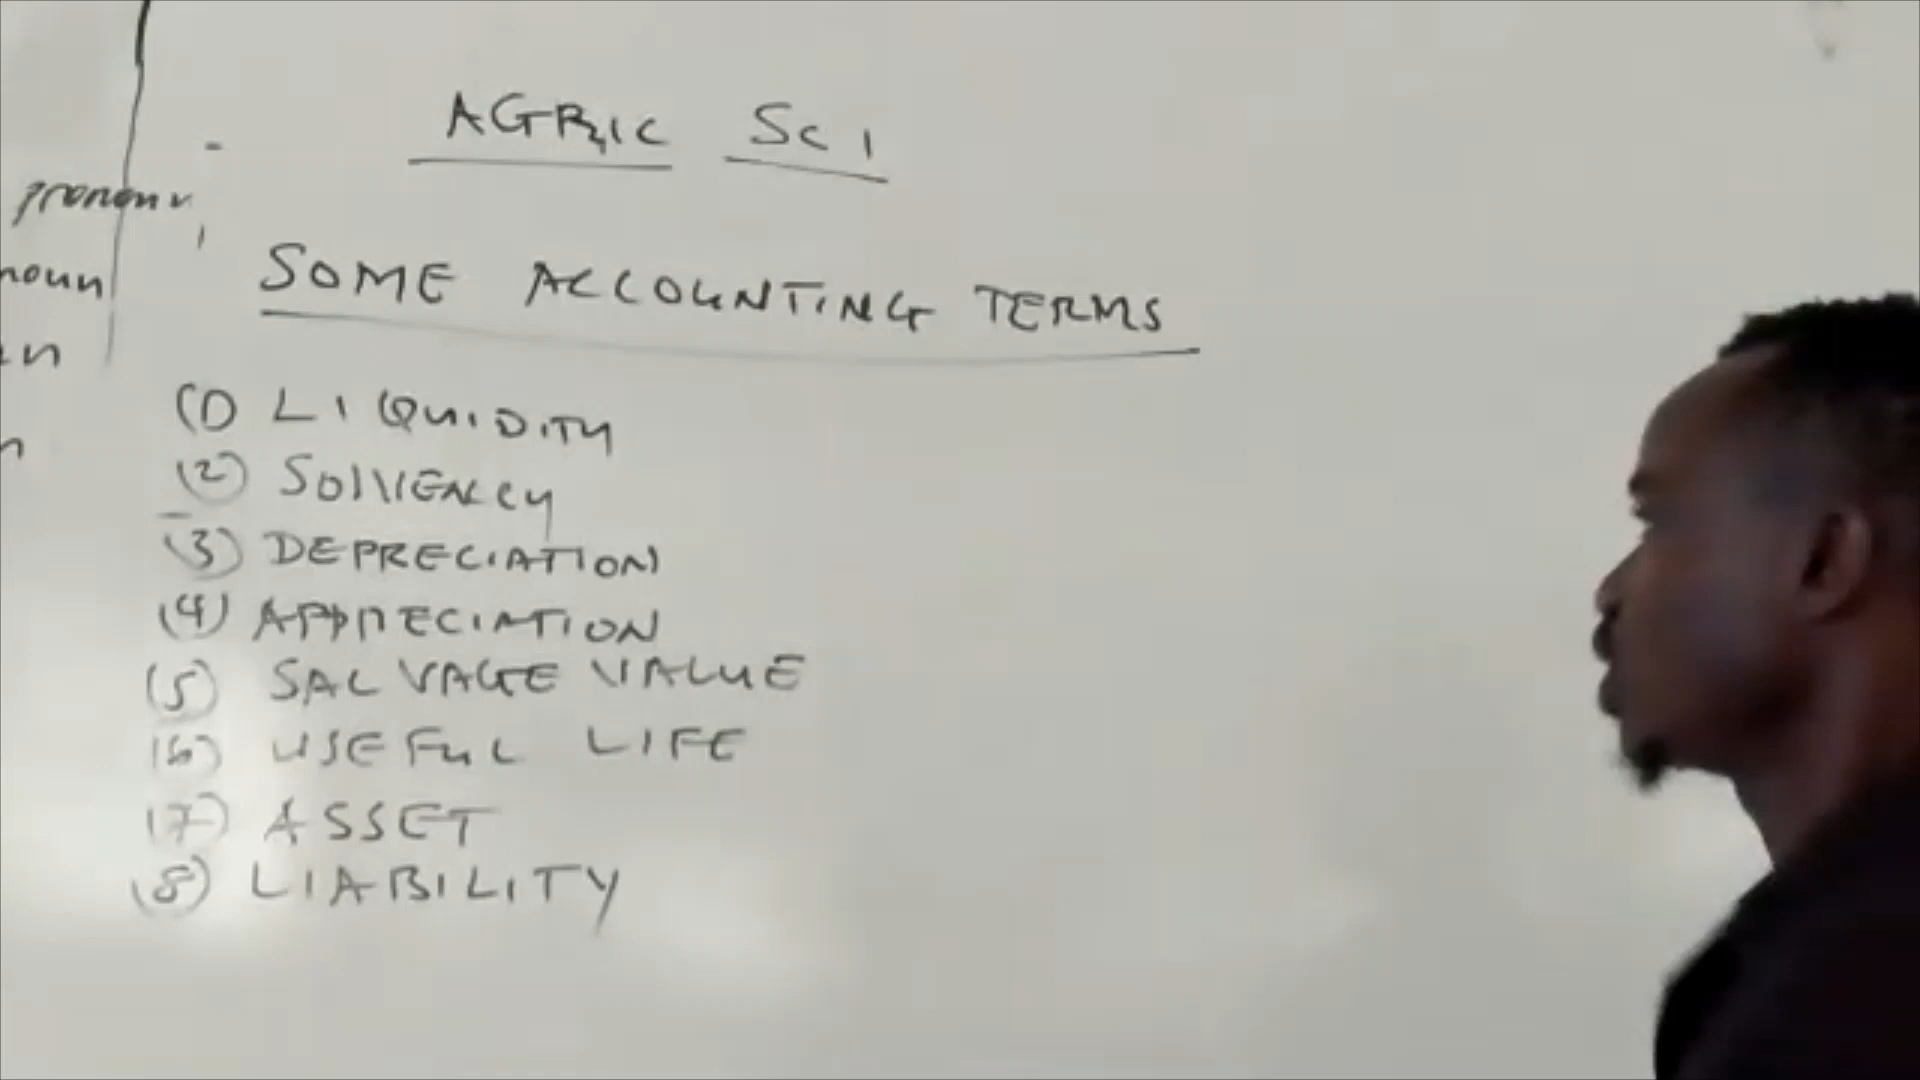 AGRIC SCI
pronoun
noun
SOME ACCOUNTING TERMS
(1) LIQUIDITY
(2) SOLVENCY
(3) DEPRECIATION
(4) APPRECIATION
(5) SALVAGE VALUE
(6) USEFUL LIFE
(7) ASSET
(8) LIABILITY